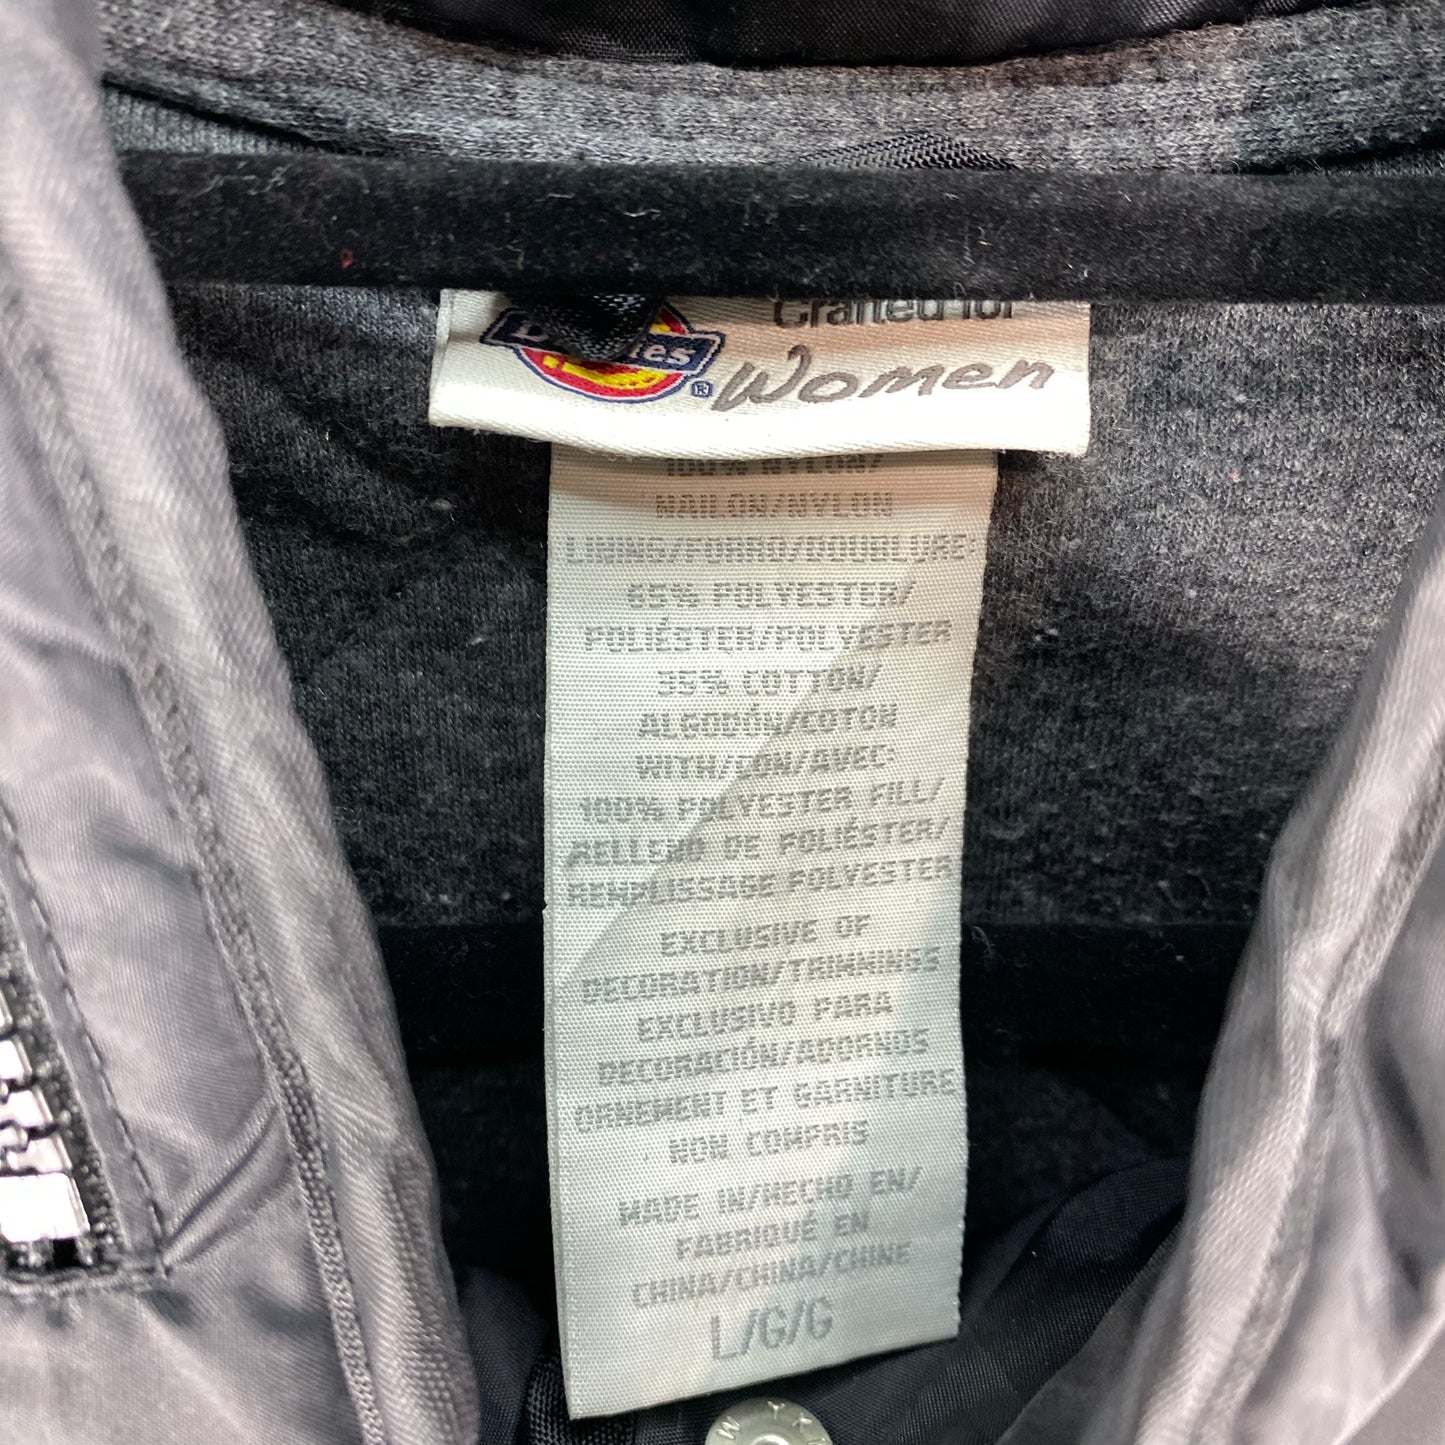 Crafted for
Women
100% NYLON/
NAILON/NYLON
LINING/FORRO/DOUBLURE:
65% POLYESTER/
POLIÉSTER/POLYESTER
35% COTTON/
ALGODÓN/COTON
WITH/CON/AVEC:
100% POLYESTER FILL/
RELLENO DE POLIÉSTER/
REMPLISSAGE POLYESTER
EXCLUSIVE OF
DECORATION/TRIMMINGS
EXCLUSIVO PARA
DECORACIÓN/ADORNOS
ORNEMENT ET GARNITURE
NON COMPRIS
MADE IN/HECHO EN/
FABRIQUÉ EN
CHINA/CHINA/CHINE
L/G/G